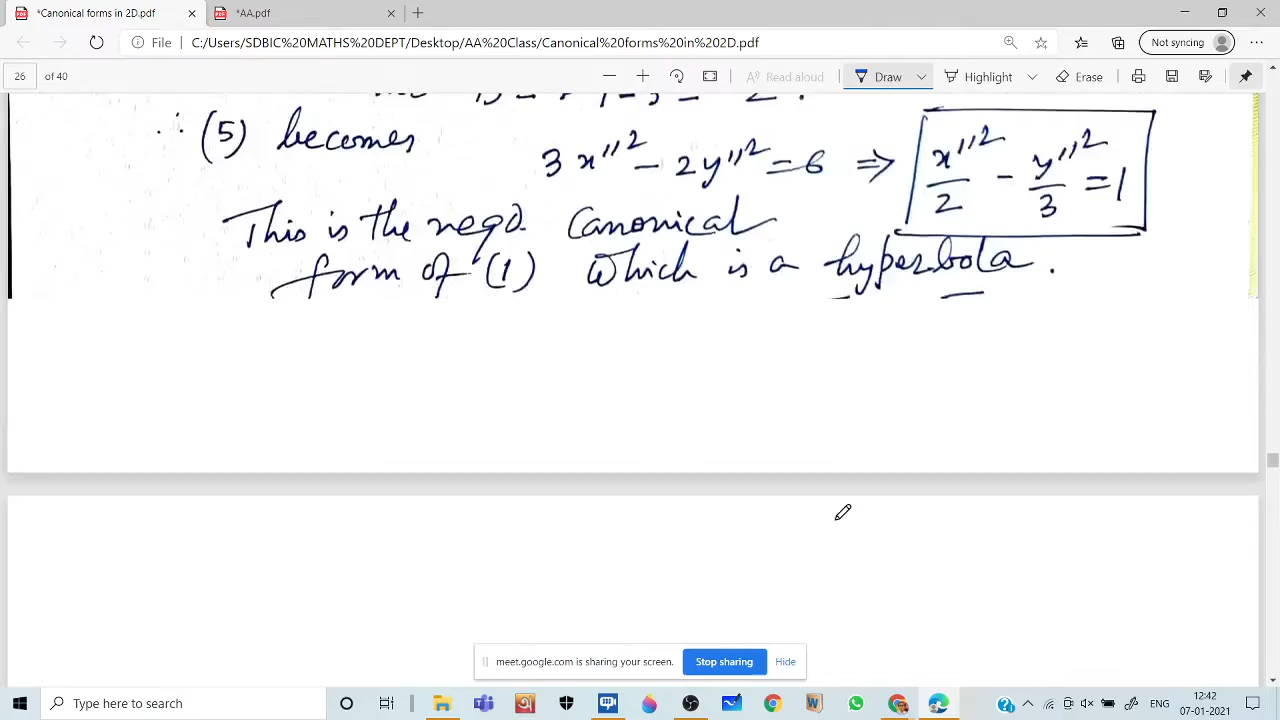 *Canonical forms in 2D.pdf
*AA.pdf
File C:/Users/SDBIC%20MATHS%20DEPT/Desktop/AA%20Class/Canonical%20forms%20in%202D.pdf
Not syncing
26 of 40
Read aloud
Draw
Highlight
Erase
∴ (5) becomes
3x''² - 2y''² = 6 ⇒ x''²/2 - y''²/3 = 1
This is the reqd. Canonical
form of (1) which is a hyperbola.
meet.google.com is sharing your screen.
Stop sharing
Hide
Type here to search
ENG
12:42
07-01-2021